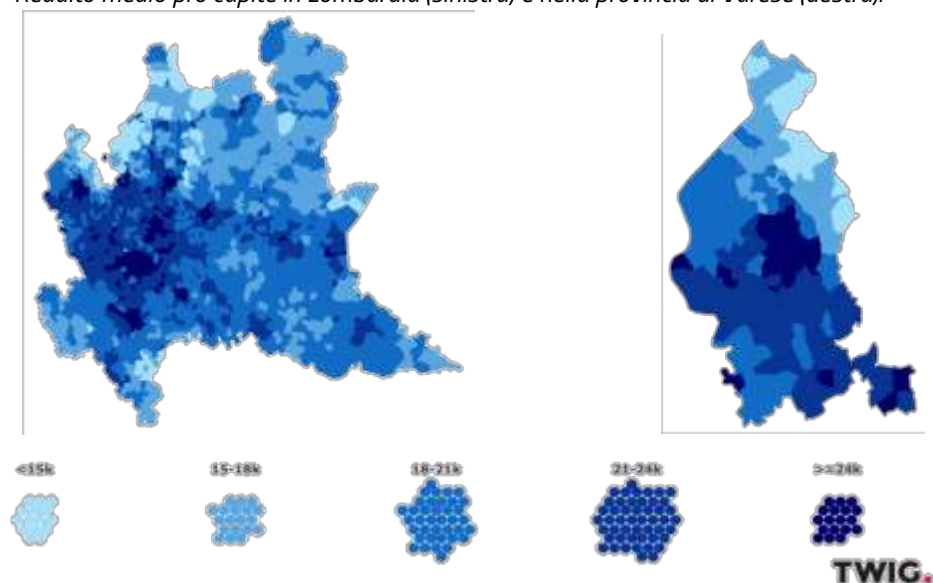 Reddito medio pro capite in Lombardia (sinistra) e nella provincia di Varese (destra).
<15k 15-18k 18-21k 21-24k >=24k
TWIG.